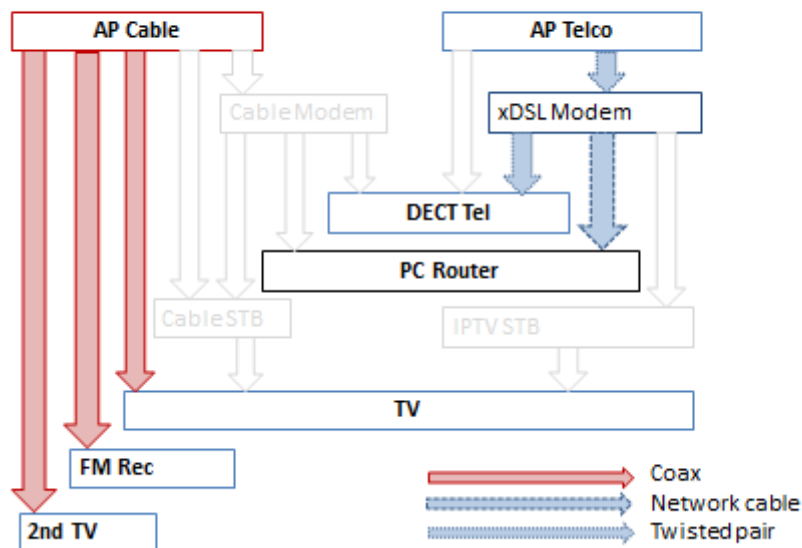 AP Cable
AP Telco
Cable Modem
xDSL Modem
DECT Tel
PC Router
Cable STB
IPTV STB
TV
FM Rec
Coax
Network cable
2nd TV
Twisted pair